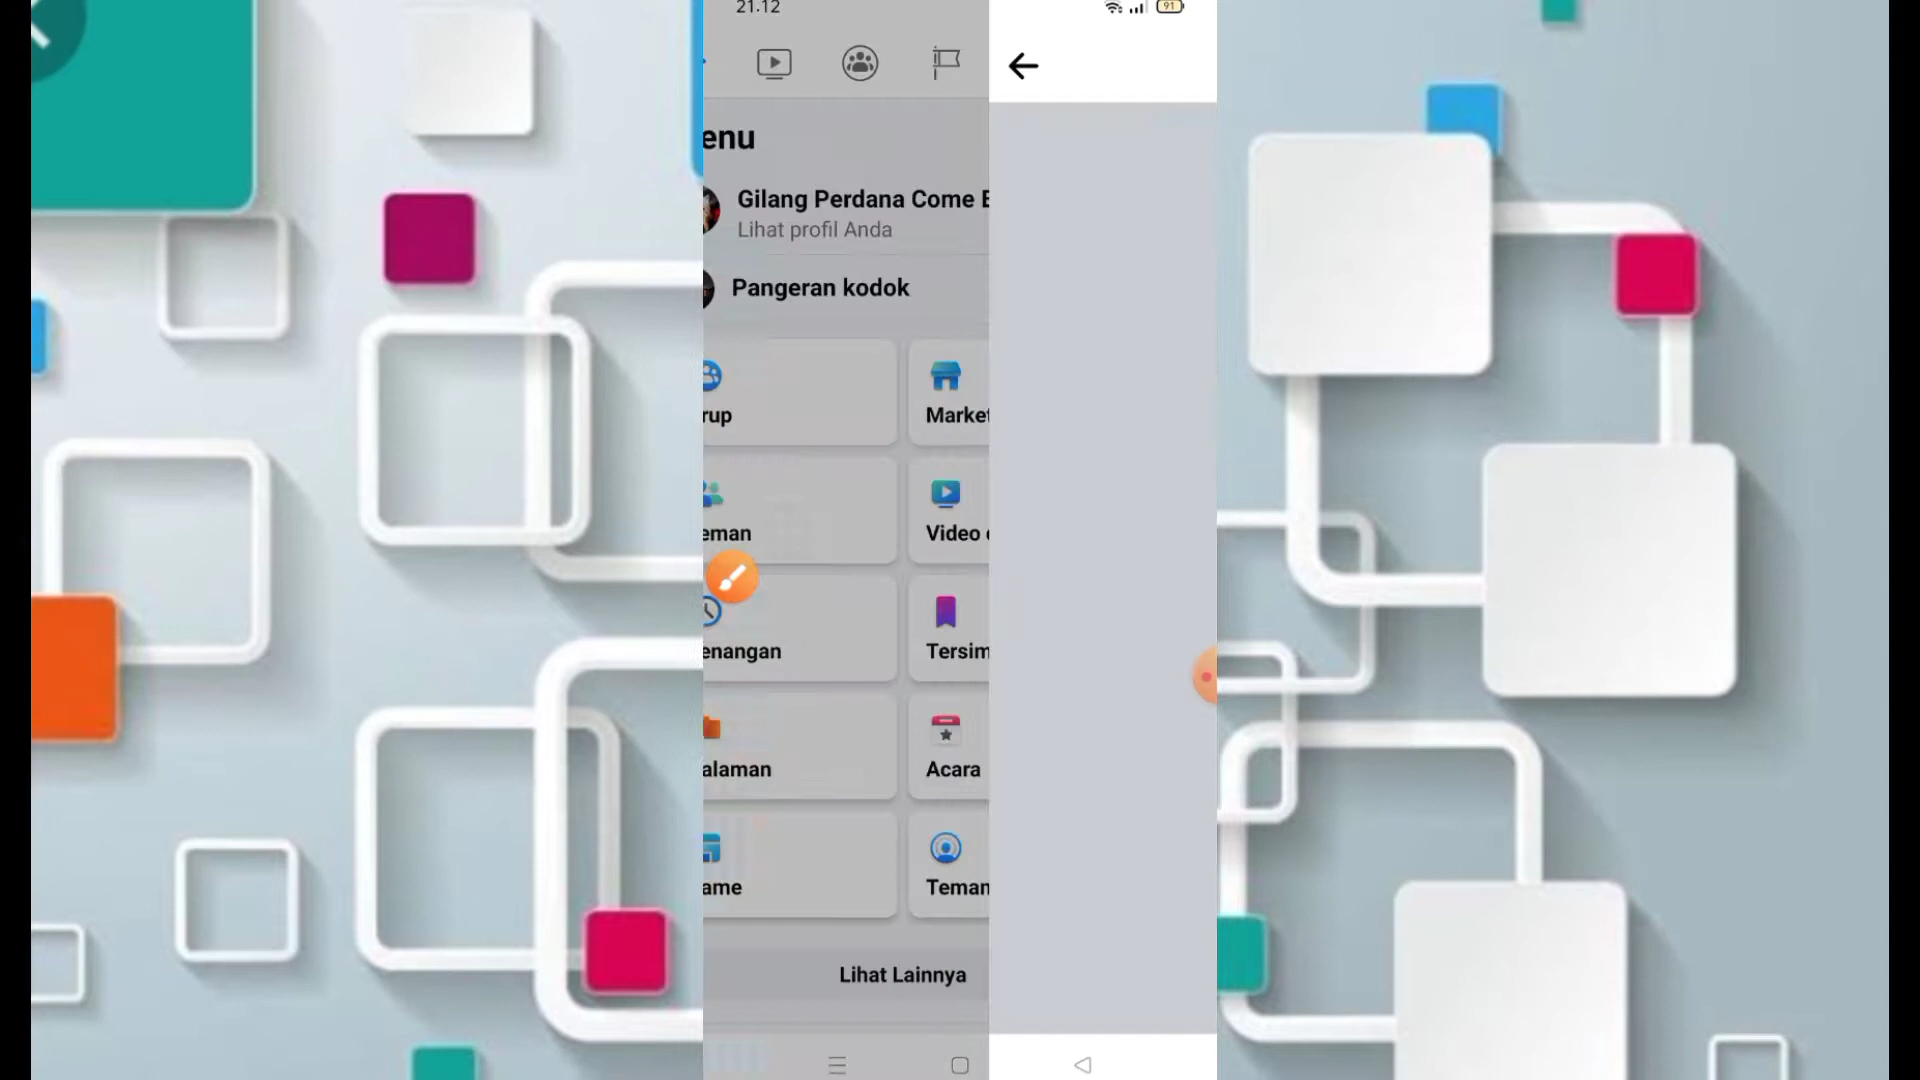 21.12
91
enu
Gilang Perdana Come B
Lihat profil Anda
Pangeran kodok
rup
Market
eman
Video d
enangan
Tersim
alaman
Acara
ame
Teman
Lihat Lainnya